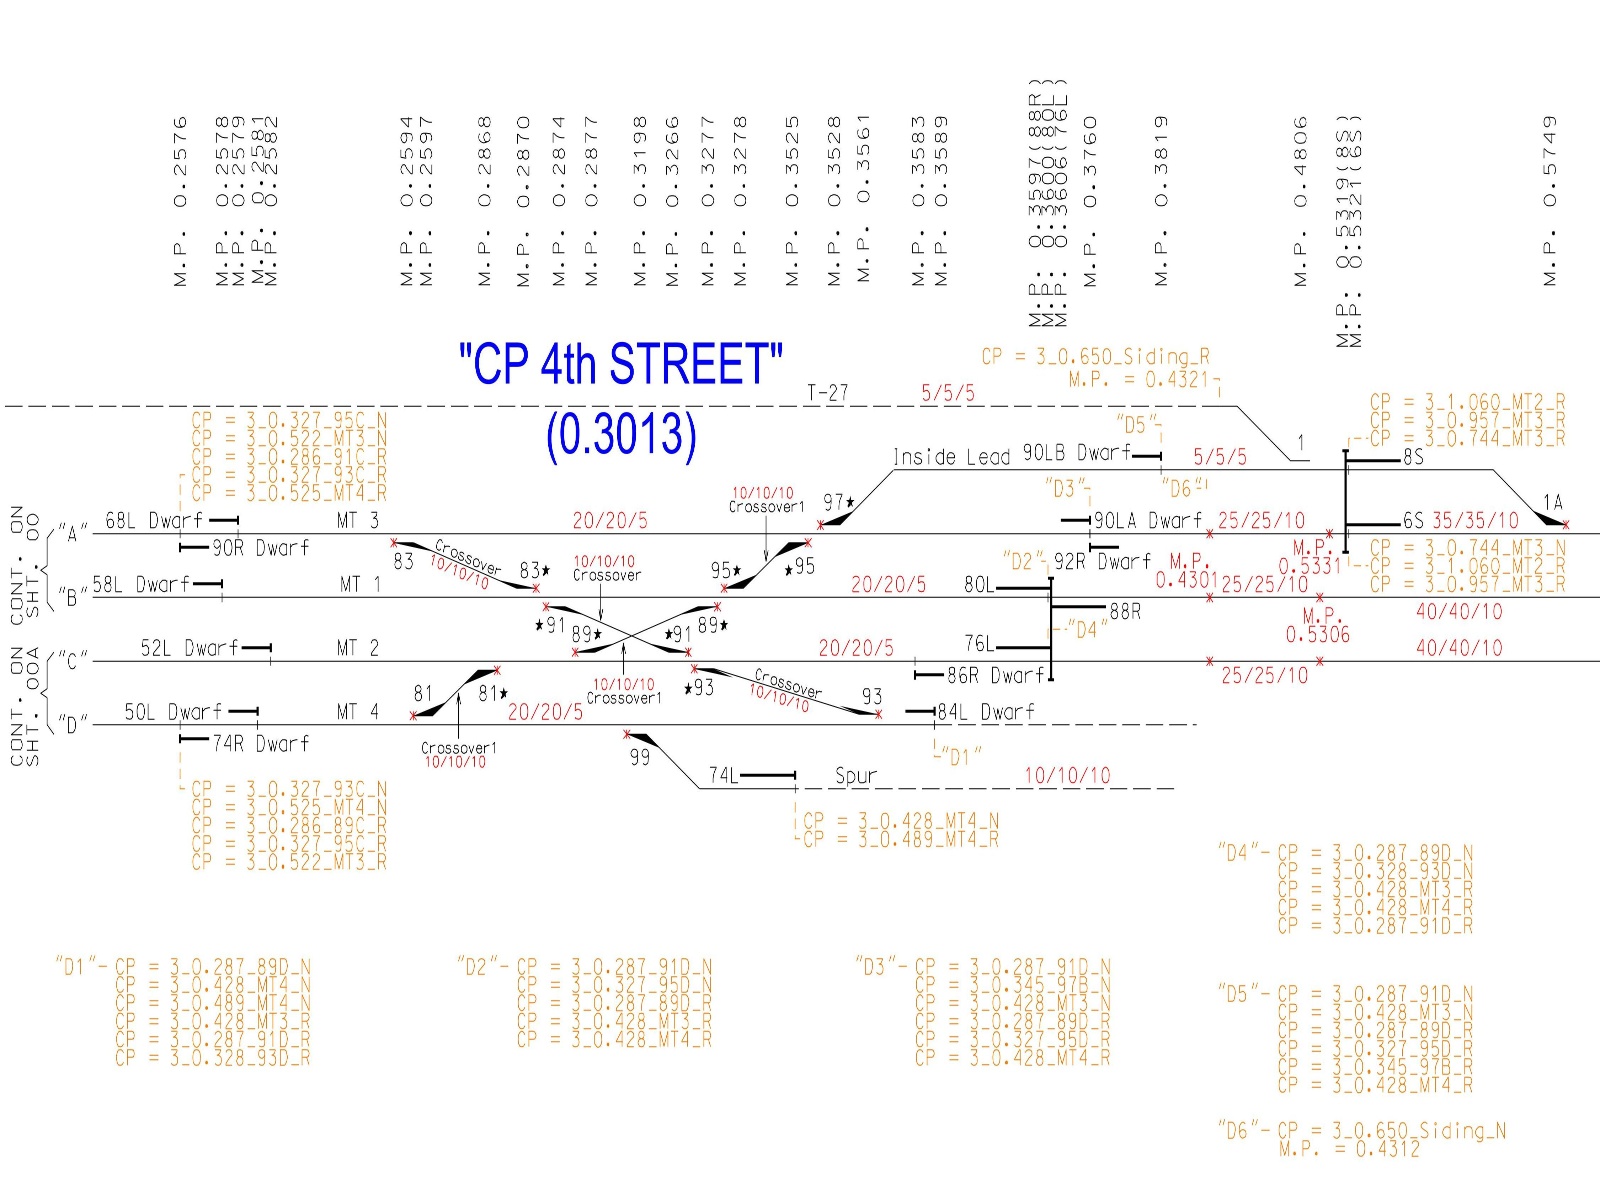 M.P. 0.2576
M.P. 0.2578
M.P. 0.2579
M.P. 0.2581
M.P. 0.2582
M.P. 0.2594
M.P. 0.2597
M.P. 0.2868
M.P. 0.2870
M.P. 0.2874
M.P. 0.2877
M.P. 0.3198
M.P. 0.3266
M.P. 0.3277
M.P. 0.3278
M.P. 0.3525
M.P. 0.3528
M.P. 0.3561
M.P. 0.3583
M.P. 0.3589
M.P. 0.3597(88R)
M.P. 0.3600(80L)
M.P. 0.3606(76L)
M.P. 0.3760
M.P. 0.3819
M.P. 0.4806
M.P. 0.5319(8S)
M.P. 0.5321(6S)
M.P. 0.5749
"CP 4th STREET"
(0.3013)
CP = 3_0.650_Siding_R
M.P. = 0.4321
T-27 5/5/5
CP = 3_0.327_95C_N
CP = 3_0.522_MT3_N
CP = 3_0.286_91C_R
CP = 3_0.327_93C_R
CP = 3_0.525_MT4_R
CP = 3_1.060_MT2_R
CP = 3_0.957_MT3_R
CP = 3_0.744_MT3_R
"D5"
1
Inside Lead 90LB Dwarf 5/5/5 8S
"D3" "D6"
10/10/10
Crossover1
97★
1A
CONT. ON
SHT. 00
"A" 68L Dwarf MT 3 20/20/5 90LA Dwarf 25/25/10 6S 35/35/10
90R Dwarf
83 Crossover
10/10/10
83★
10/10/10
Crossover
95★ ★95
"D2" 92R Dwarf
M.P.
0.4301
M.P.
0.5331
CP = 3_0.744_MT3_N
CP = 3_1.060_MT2_R
CP = 3_0.957_MT3_R
"B" 58L Dwarf MT 1 20/20/5 80L 25/25/10
88R 40/40/10
★91 89★ ★91 89★
"D4"
M.P.
0.5306
CONT. ON
SHT. 00A
"C" 52L Dwarf MT 2 20/20/5 76L 40/40/10
86R Dwarf 25/25/10
81 81★
10/10/10
Crossover1
★93 Crossover
10/10/10
93
"D" 50L Dwarf MT 4 20/20/5 84L Dwarf
74R Dwarf
Crossover1
10/10/10
99
"D1"
74L Spur 10/10/10
CP = 3_0.327_93C_N
CP = 3_0.525_MT4_N
CP = 3_0.286_89C_R
CP = 3_0.327_95C_R
CP = 3_0.522_MT3_R
CP = 3_0.428_MT4_N
CP = 3_0.489_MT4_R
"D4"- CP = 3_0.287_89D_N
CP = 3_0.328_93D_N
CP = 3_0.428_MT3_R
CP = 3_0.428_MT4_R
CP = 3_0.287_91D_R
"D1"- CP = 3_0.287_89D_N
CP = 3_0.428_MT4_N
CP = 3_0.489_MT4_N
CP = 3_0.428_MT3_R
CP = 3_0.287_91D_R
CP = 3_0.328_93D_R
"D2"- CP = 3_0.287_91D_N
CP = 3_0.327_95D_N
CP = 3_0.287_89D_R
CP = 3_0.428_MT3_R
CP = 3_0.428_MT4_R
"D3"- CP = 3_0.287_91D_N
CP = 3_0.345_97B_N
CP = 3_0.428_MT3_N
CP = 3_0.287_89D_R
CP = 3_0.327_95D_R
CP = 3_0.428_MT4_R
"D5"- CP = 3_0.287_91D_N
CP = 3_0.428_MT3_N
CP = 3_0.287_89D_R
CP = 3_0.327_95D_R
CP = 3_0.345_97B_R
CP = 3_0.428_MT4_R
"D6"- CP = 3_0.650_Siding_N
M.P. = 0.4312